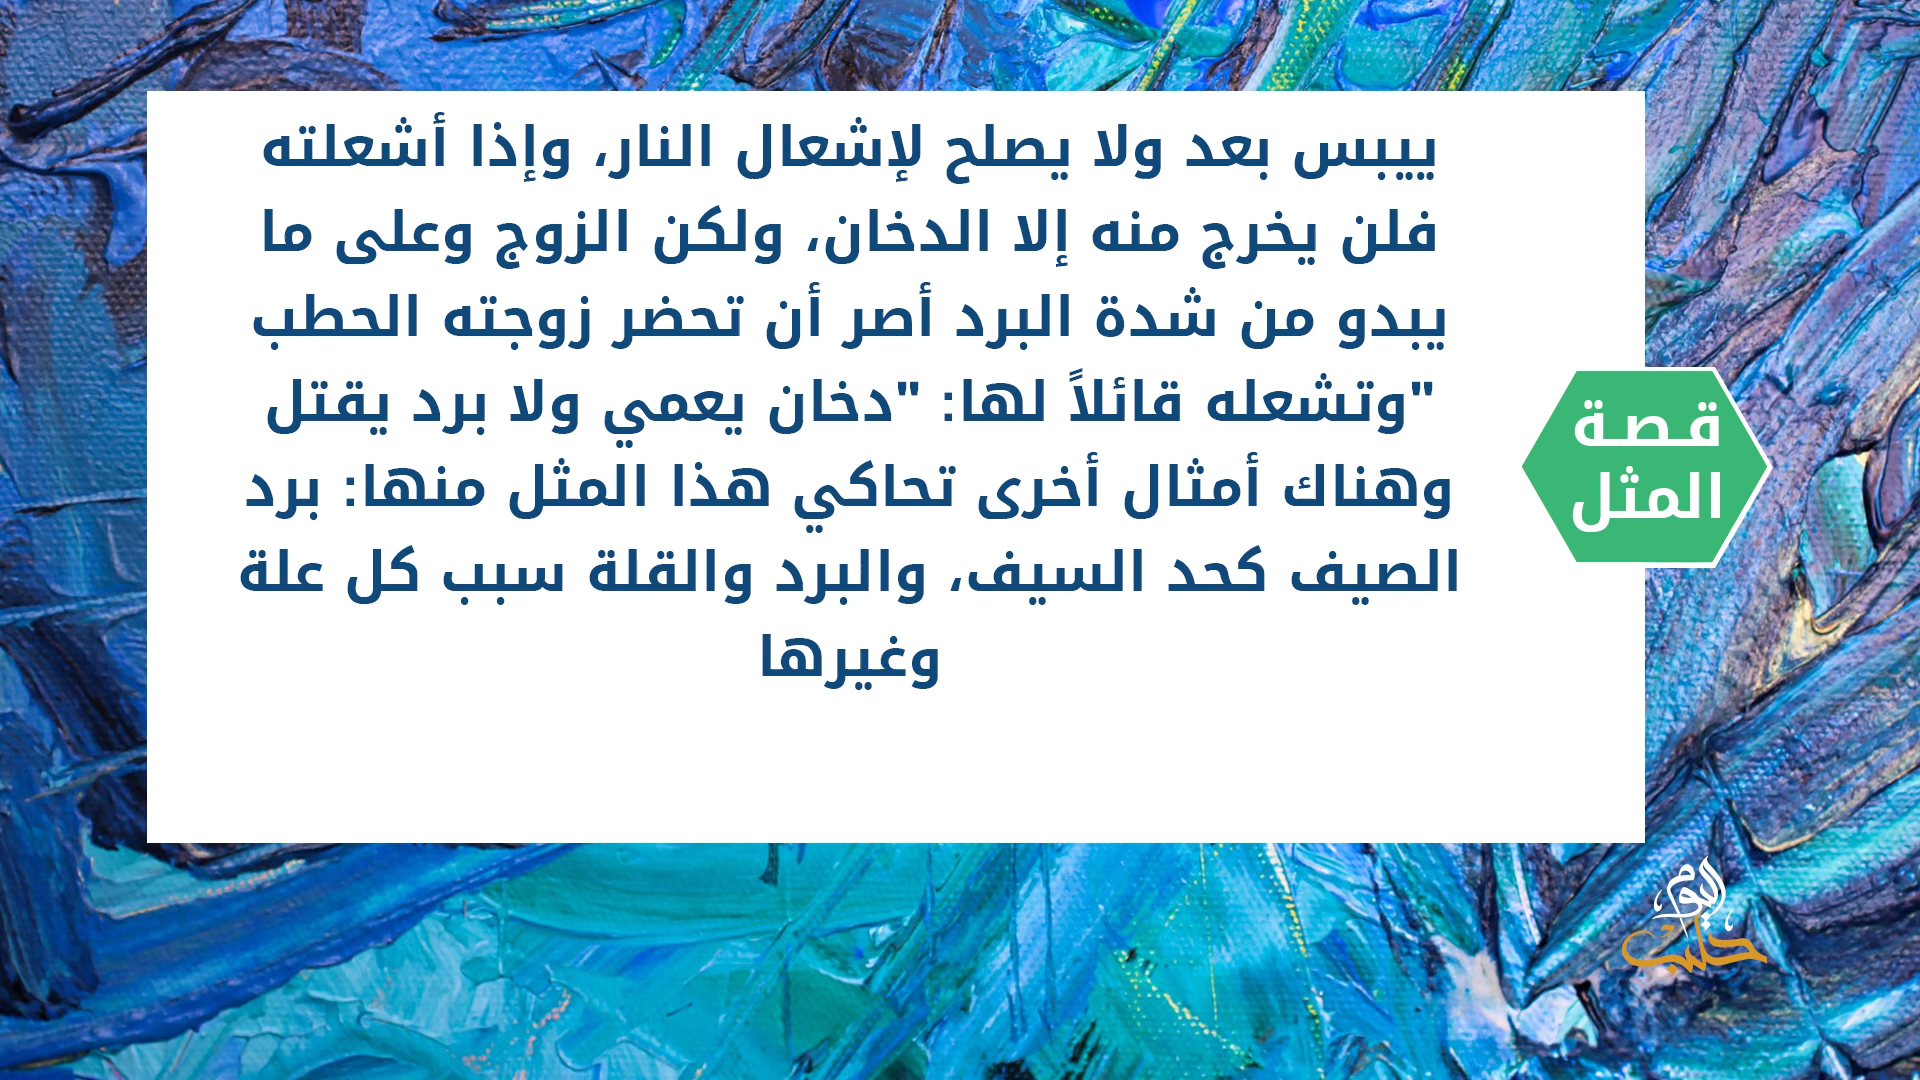 ييبس بعد ولا يصلح لإشعال النار، وإذا أشعلته
فلن يخرج منه إلا الدخان، ولكن الزوج وعلى ما
يبدو من شدة البرد أصر أن تحضر زوجته الحطب
"وتشعله قائلاً لها: "دخان يعمي ولا برد يقتل
وهناك أمثال أخرى تحاكي هذا المثل منها: برد
الصيف كحد السيف، والبرد والقلة سبب كل علة
وغيرها
قصة
المثل
اليوم
حلب